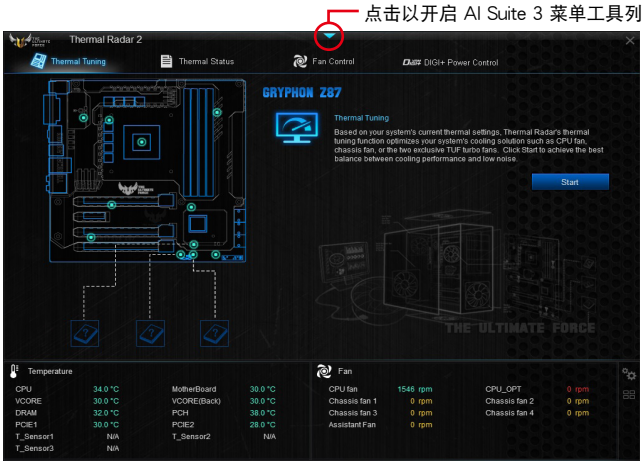 点击以开启 AI Suite 3 菜单工具列
THE ULTIMATE FORCE
Thermal Radar 2
Thermal Tuning
Thermal Status
Fan Control
DIGI+ DIGI+ Power Control
GRYPHON Z87
Thermal Tuning
Based on your system's current thermal settings, Thermal Radar's thermal
tuning function optimizes your system's cooling solution such as CPU fan,
chassis fan, or the two exclusive TUF turbo fans. Click Start to achieve the best
balance between cooling performance and low noise.
Start
THE ULTIMATE FORCE
? ? ?
THE ULTIMATE FORCE
Temperature
CPU 34.0 °C MotherBoard 30.0 °C
VCORE 30.0 °C VCORE(Back) 30.0 °C
DRAM 32.0 °C PCH 38.0 °C
PCIE1 30.0 °C PCIE2 28.0 °C
T_Sensor1 N/A T_Sensor2 N/A
T_Sensor3 N/A
Fan
CPU fan 1546 rpm CPU_OPT 0 rpm
Chassis fan 1 0 rpm Chassis fan 2 0 rpm
Chassis fan 3 0 rpm Chassis fan 4 0 rpm
Assistant Fan 0 rpm